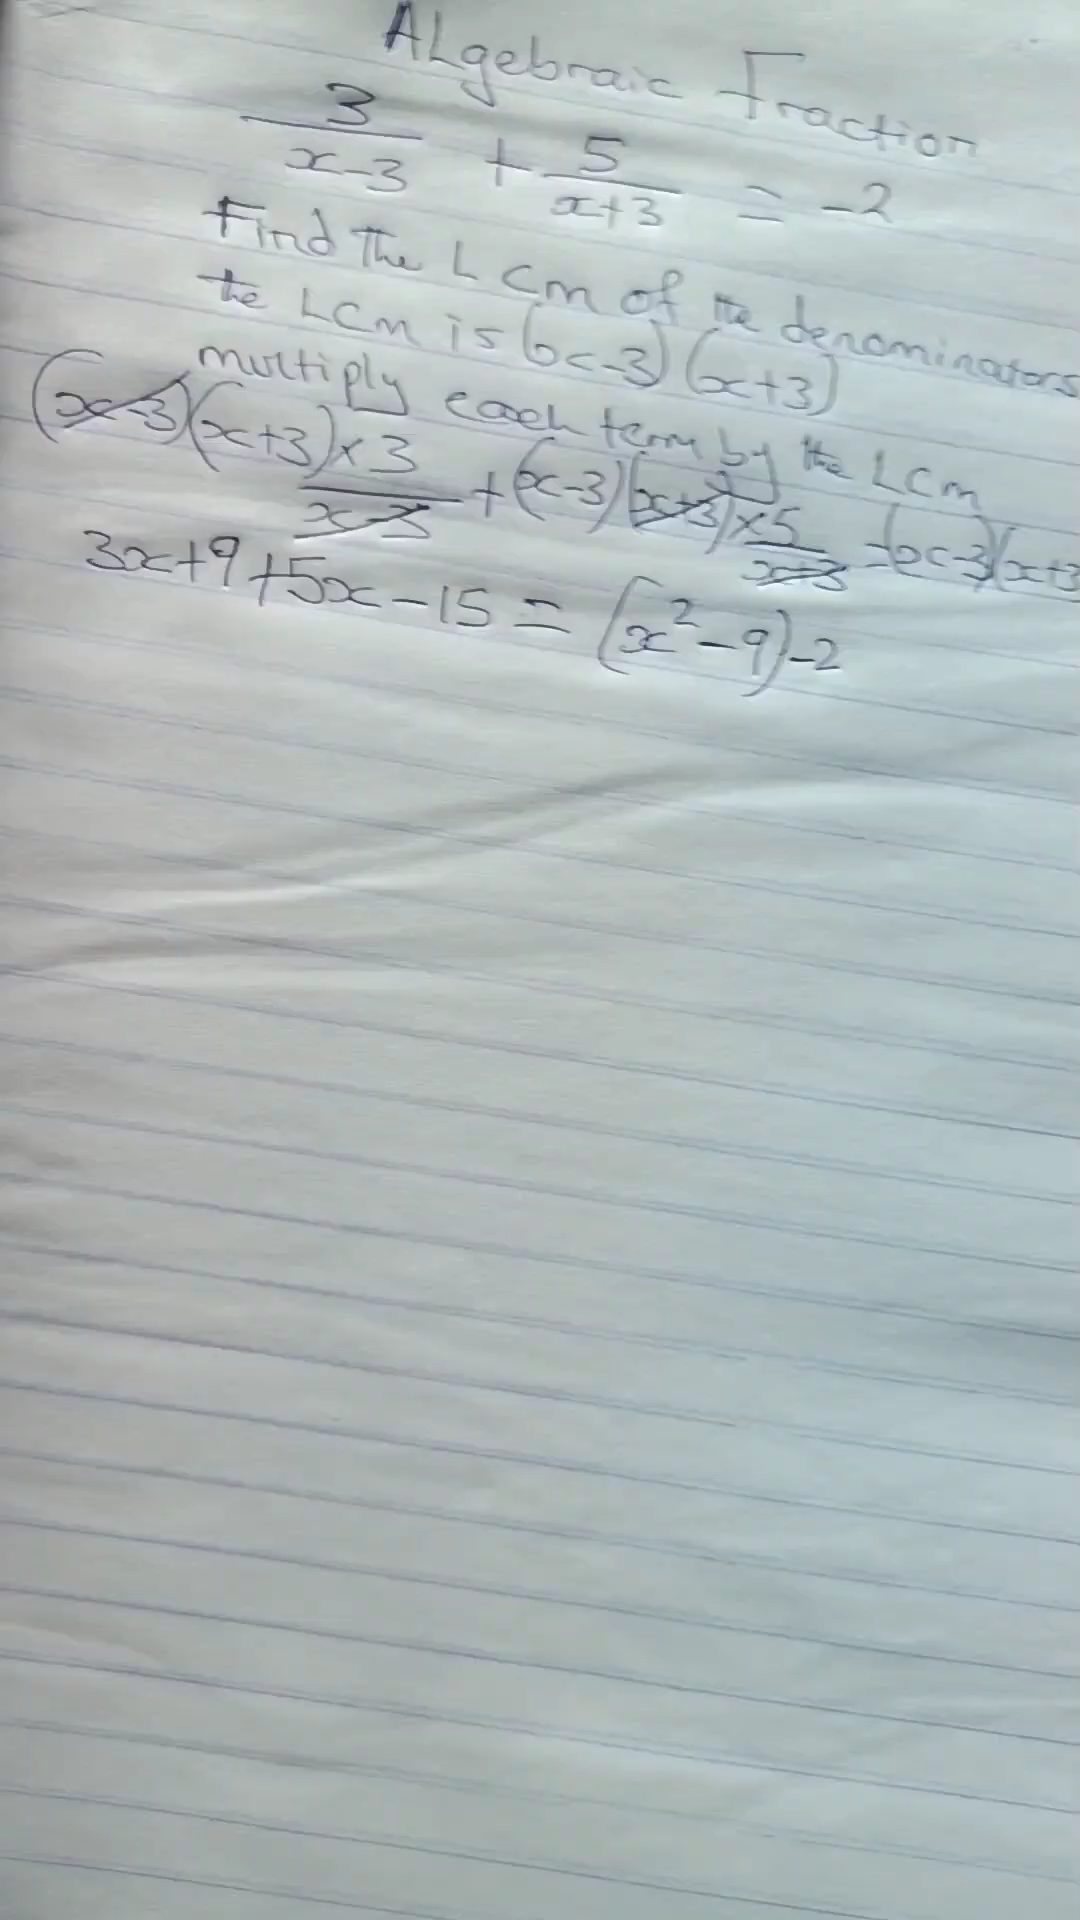 ALgebraic Fraction
3/(x-3) + 5/(x+3) = -2
Find the LCm of the denominators
the LCm is (x-3)(x+3)
multiply each term by the LCm
(x-3)(x+3)×3/(x-3) + (x-3)(x+3)×5/(x+3) = (x-3)(x+3
3x+9+5x-15 = (x²-9)-2